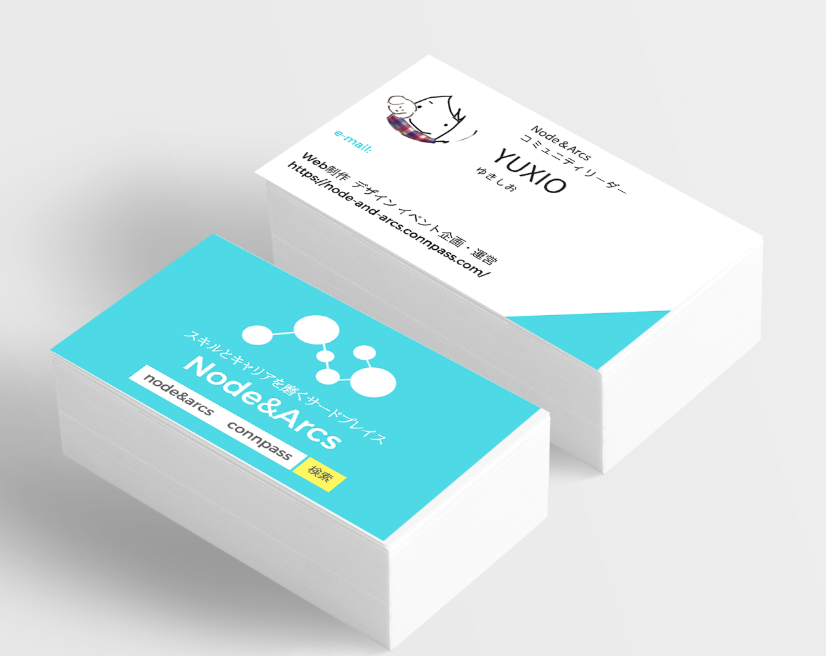 Node&Arcs
コミュニティリーダー
YUXIO
ゆきしお
e-mail:
Web制作 デザイン イベント企画・運営
https://node-and-arcs.connpass.com/
スキルとキャリアを磨くサードプレイス
Node&Arcs
node&arcs connpass 検索